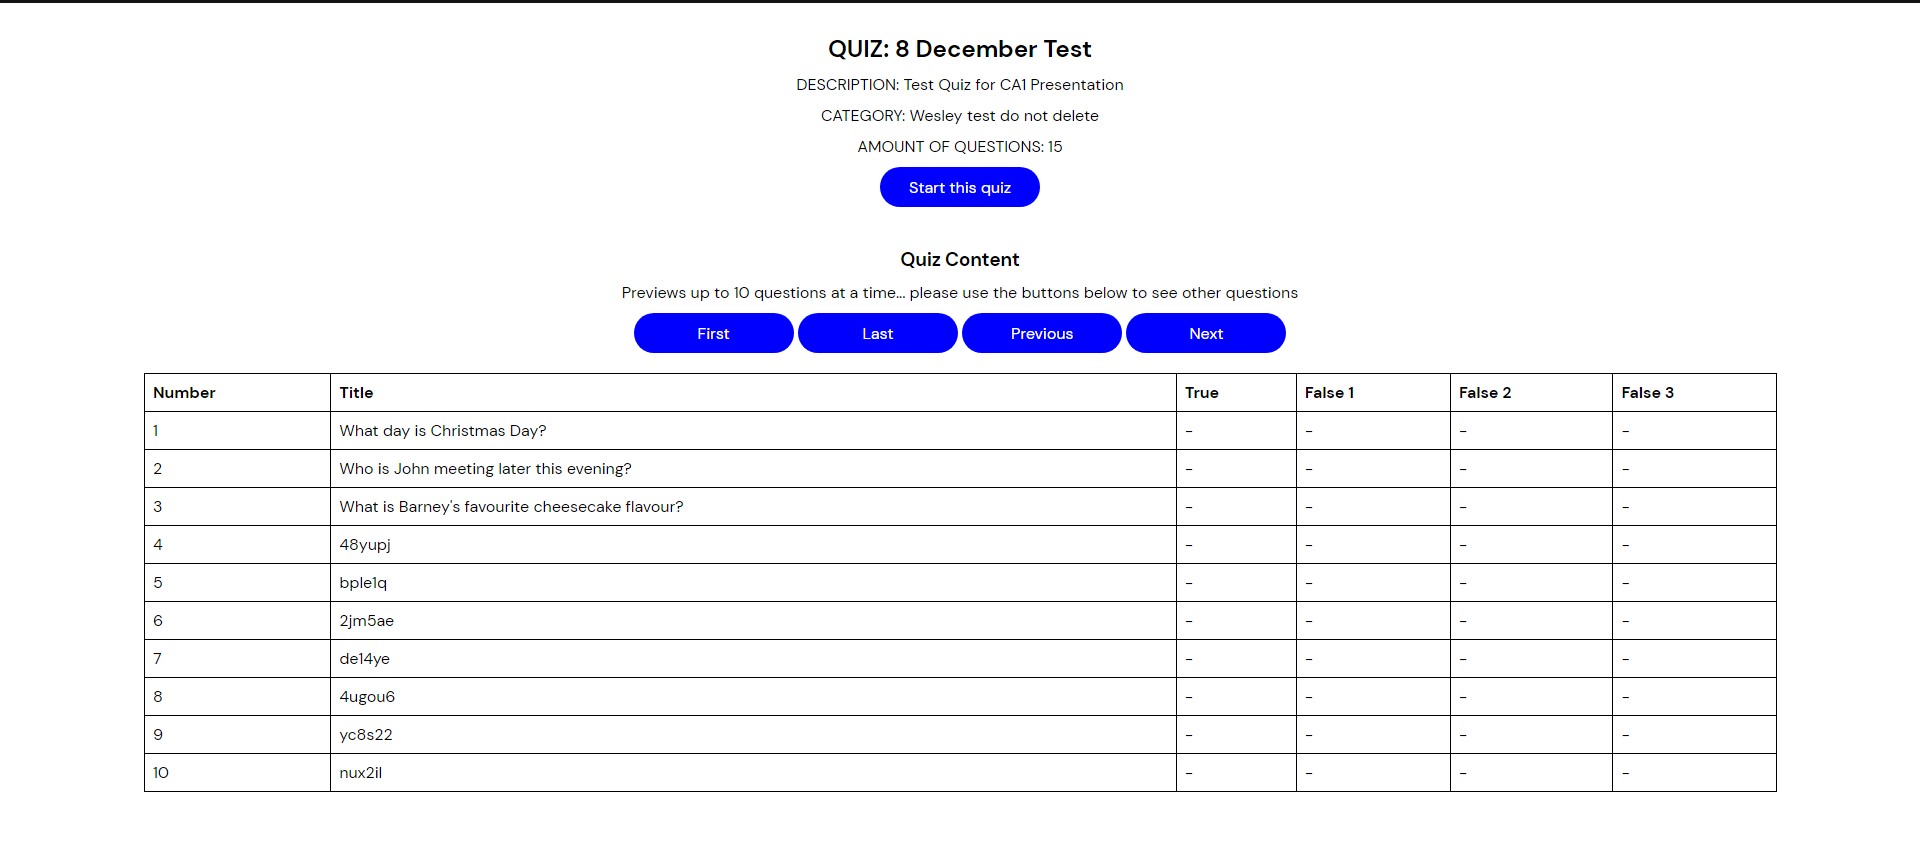 QUIZ: 8 December Test
DESCRIPTION: Test Quiz for CA1 Presentation
CATEGORY: Wesley test do not delete
AMOUNT OF QUESTIONS: 15
Start this quiz
Quiz Content
Previews up to 10 questions at a time... please use the buttons below to see other questions
First Last Previous Next
Number Title True False 1 False 2 False 3
1 What day is Christmas Day? - - - -
2 Who is John meeting later this evening? - - - -
3 What is Barney's favourite cheesecake flavour? - - - -
4 48yupj - - - -
5 bple1q - - - -
6 2jm5ae - - - -
7 de14ye - - - -
8 4ugou6 - - - -
9 yc8s22 - - - -
10 nux2il - - - -